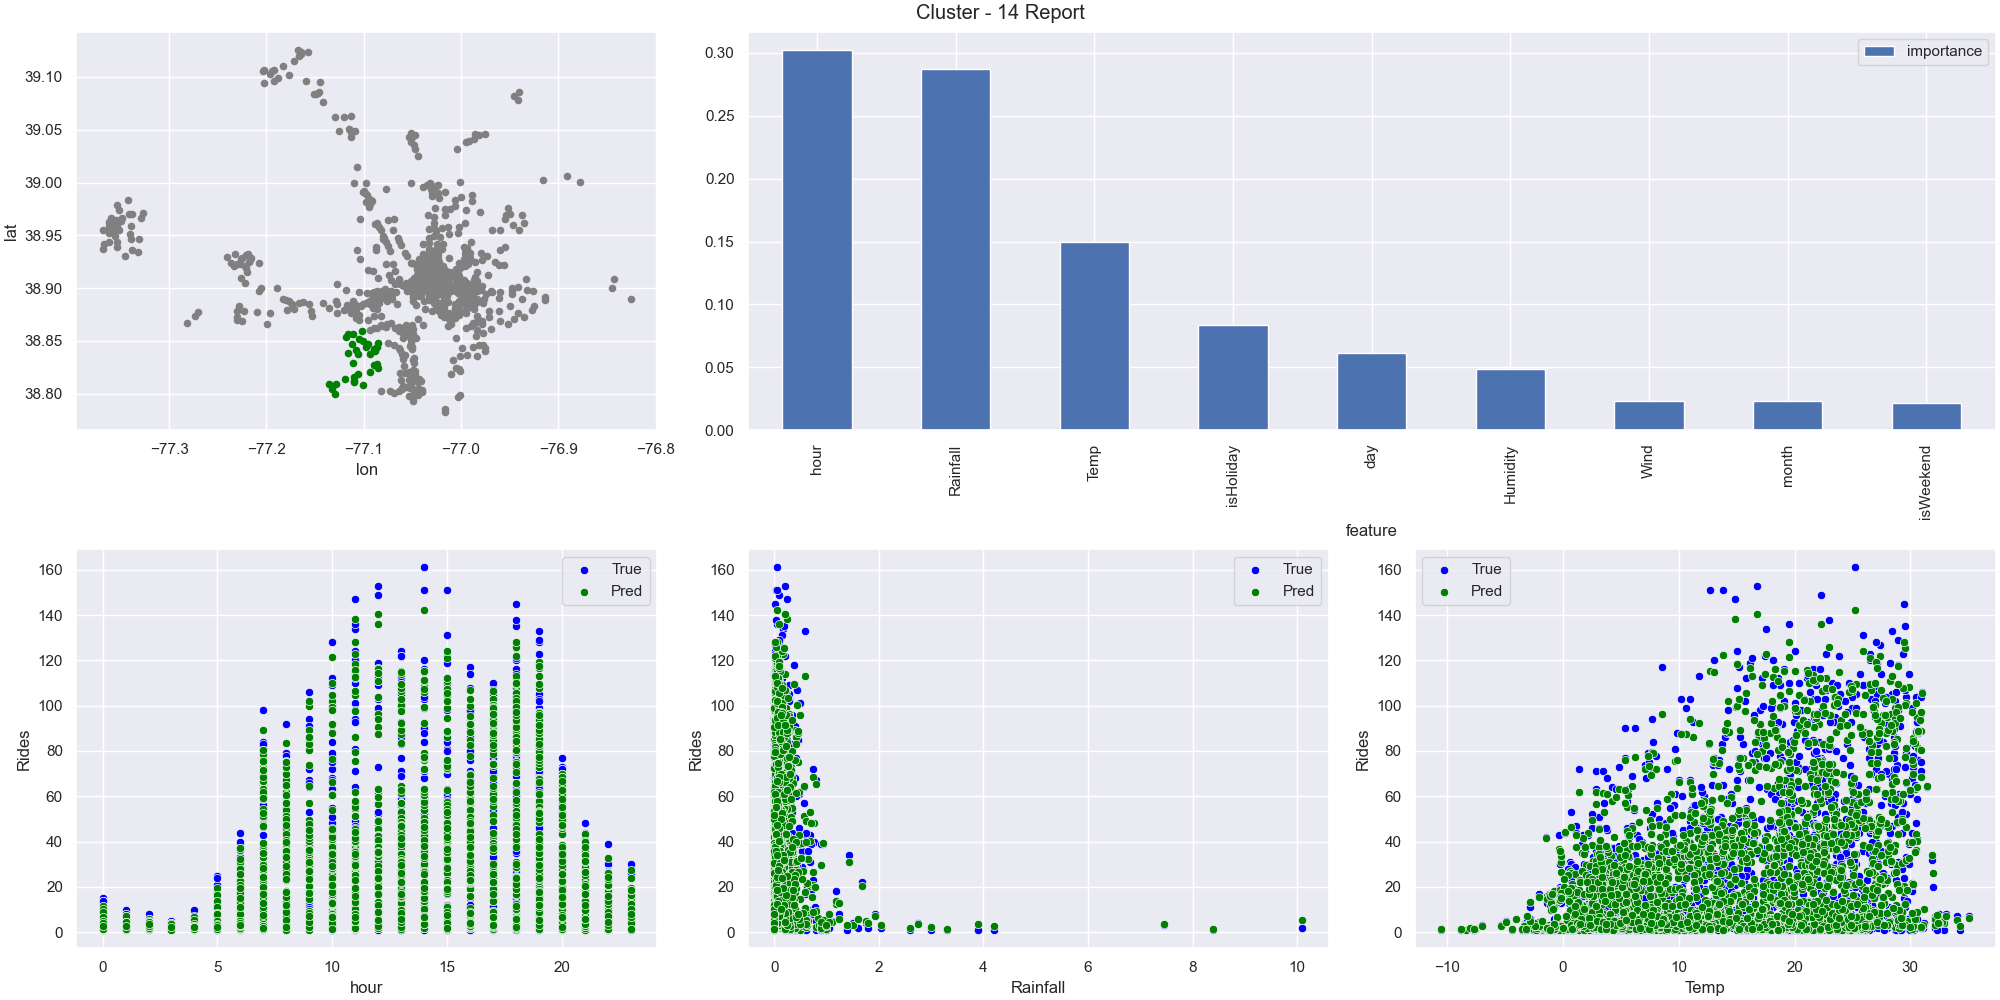 Cluster - 14 Report
39.10
39.05
39.00
38.95
38.90
38.85
38.80
lat
−77.3 −77.2 −77.1 −77.0 −76.9 −76.8
lon
importance
0.30
0.25
0.20
0.15
0.10
0.05
0.00
hour Rainfall Temp isHoliday day Humidity Wind month isWeekend
feature
True
Pred
160
140
120
100
80
60
40
20
0
Rides
0 5 10 15 20
hour
True
Pred
160
140
120
100
80
60
40
20
0
Rides
0 2 4 6 8 10
Rainfall
True
Pred
160
140
120
100
80
60
40
20
0
Rides
−10 0 10 20 30
Temp